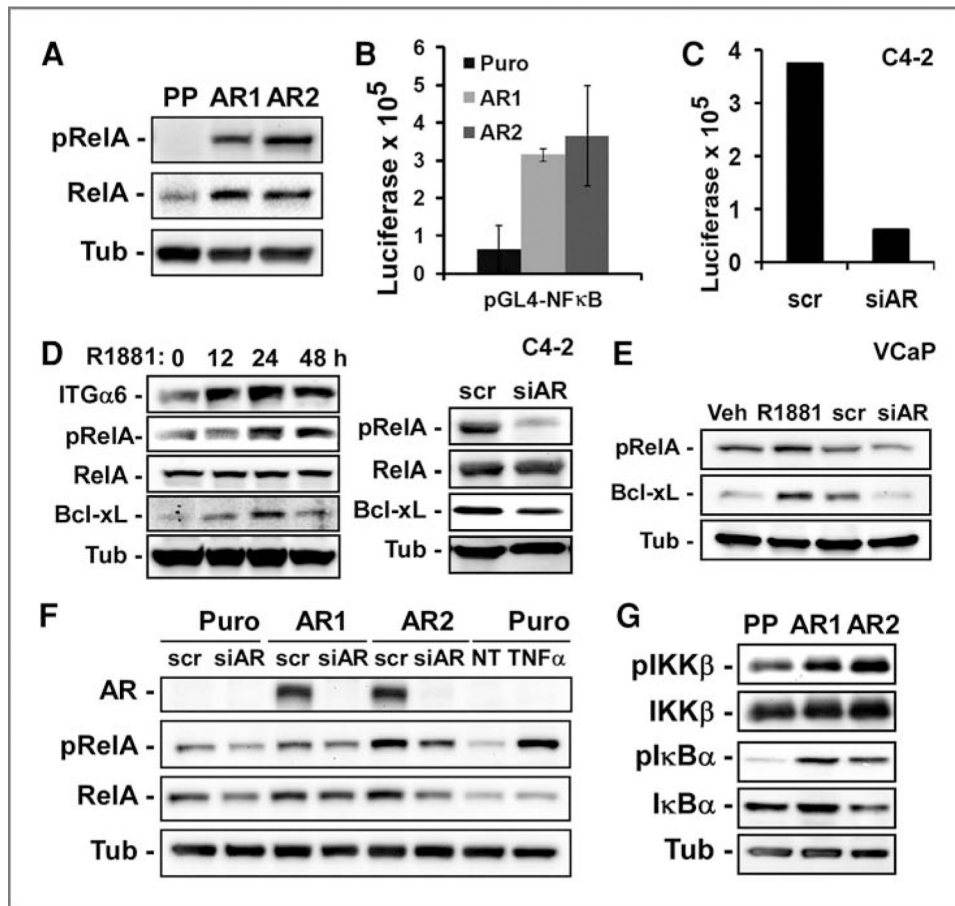 A
PP AR1 AR2
pRelA -
RelA -
Tub -
B
Luciferase x 10^5
6
5
4
3
2
1
0
Puro
AR1
AR2
pGL4-NFκB
C
C4-2
Luciferase x 10^5
4
3
2
1
0
scr siAR
D
R1881: 0 12 24 48 h
ITGα6 -
pRelA-
RelA -
Bcl-xL -
Tub -
C4-2
scr siAR
pRelA -
RelA -
Bcl-xL -
Tub -
E
VCaP
Veh R1881 scr siAR
pRelA -
Bcl-xL -
Tub -
F
Puro AR1 AR2 Puro
scr siAR scr siAR scr siAR NT TNFα
AR -
pRelA -
RelA -
Tub -
G
PP AR1 AR2
pIKKβ -
IKKβ -
pIκBα -
IκBα -
Tub -